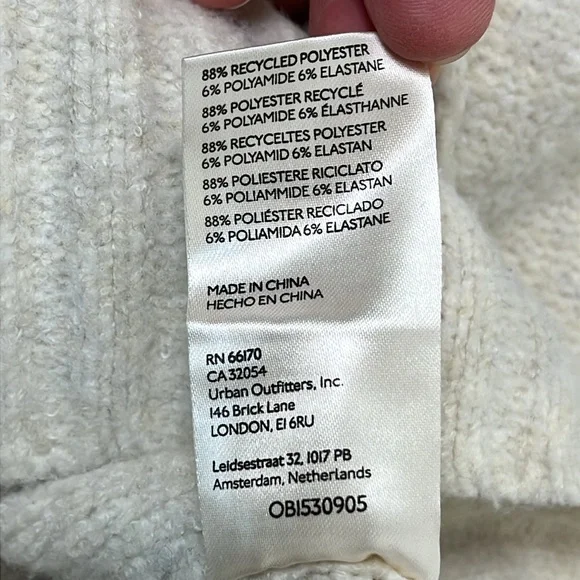 88% RECYCLED POLYESTER
6% POLYAMIDE 6% ELASTANE
88% POLYESTER RECYCLÉ
6% POLYAMIDE 6% ÉLASTHANNE
88% RECYCELTES POLYESTER
6% POLYAMID 6% ELASTAN
88% POLIESTERE RICICLATO
6% POLIAMMIDE 6% ELASTAN
88% POLIÉSTER RECICLADO
6% POLIAMIDA 6% ELASTANE
MADE IN CHINA
HECHO EN CHINA
RN 66170
CA 32054
Urban Outfitters, Inc.
146 Brick Lane
LONDON, E1 6RU
Leidsestraat 32, 1017 PB
Amsterdam, Netherlands
OB1530905